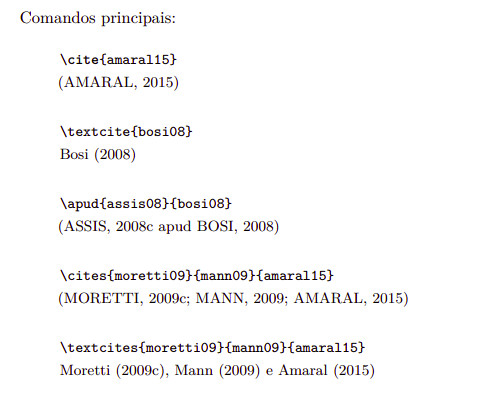 Comandos principais:
\cite{amaral15}
(AMARAL, 2015)
\textcite{bosi08}
Bosi (2008)
\apud{assis08}{bosi08}
(ASSIS, 2008c apud BOSI, 2008)
\cites{moretti09}{mann09}{amaral15}
(MORETTI, 2009c; MANN, 2009; AMARAL, 2015)
\textcites{moretti09}{mann09}{amaral15}
Moretti (2009c), Mann (2009) e Amaral (2015)